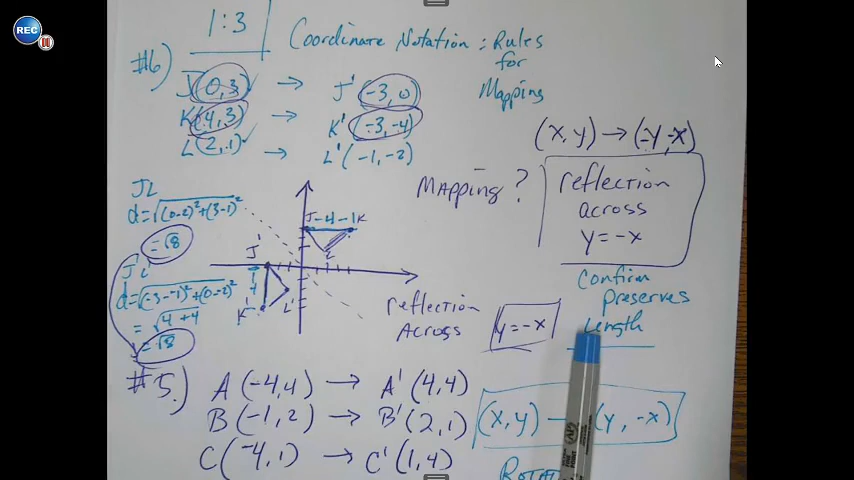 REC
1:3
Coordinate Notation : Rules
for
Mapping
#6)
J(0,3) → J'(-3,0)
K(4,3) → K'(-3,-4)
L(2,1) → L'(-1,-2)
(x,y) → (-y,-x)
Mapping?
reflection
across
y=-x
JL
d=√(0-2)²+(3-1)²
=√8
J'L'
d=√(-3--1)²+(0--2)²
=√4+4
=√8
J-4-1K
L
J'
4
K'
L'
reflection
Across
y=-x
Confirm
preserves
Length
#5.)
A(-4,4) → A'(4,4)
B(-1,2) → B'(2,1)
C(-4,1) → C'(1,4)
(x,y) → (y,-x)